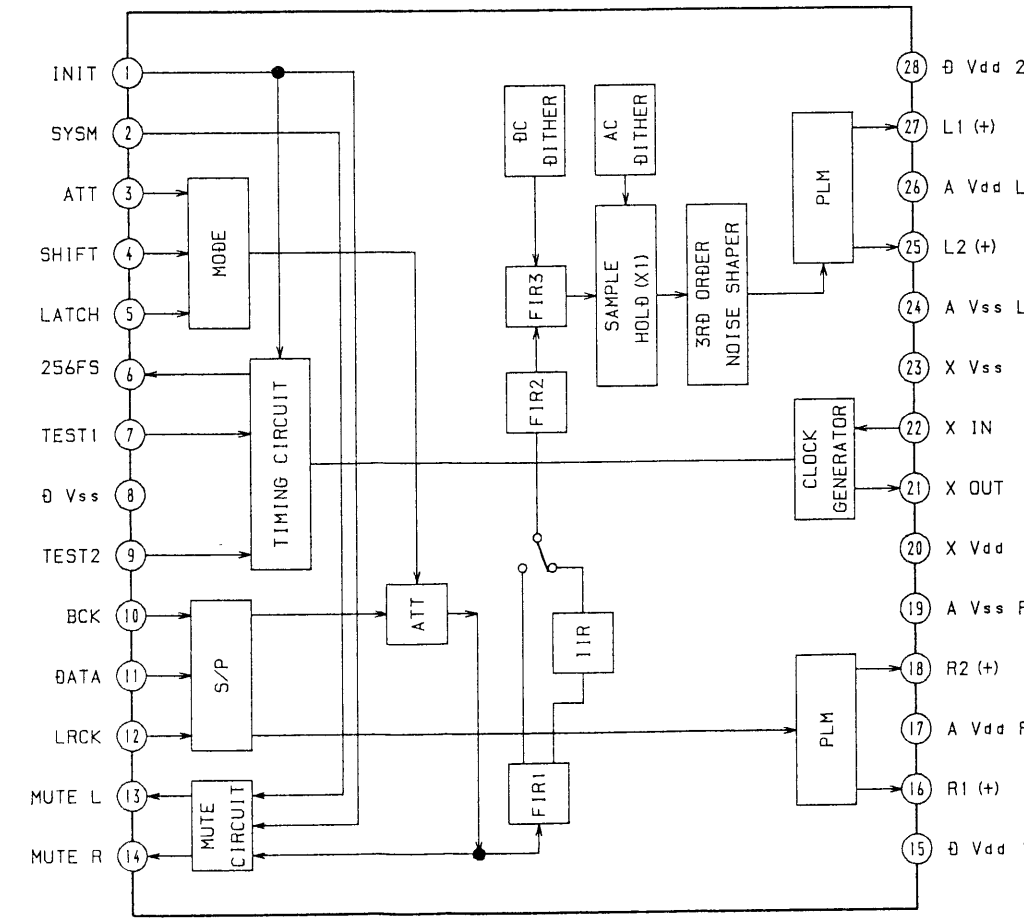 INIT 1
SYSM 2
ATT 3
SHIFT 4
LATCH 5
256FS 6
TEST1 7
D Vss 8
TEST2 9
BCK 10
DATA 11
LRCK 12
MUTE L 13
MUTE R 14
MODE
TIMING CIRCUIT
S/P
MUTE
CIRCUIT
ATT
DC
DITHER
AC
DITHER
FIR3
FIR2
SAMPLE
HOLD (X1)
3RD ORDER
NOISE SHAPER
IIR
FIR1
PLM
CLOCK
GENERATOR
PLM
28 D Vdd 2
27 L1 (+)
26 A Vdd L
25 L2 (+)
24 A Vss L
23 X Vss
22 X IN
21 X OUT
20 X Vdd
19 A Vss
18 R2 (+)
17 A Vdd
16 R1 (+)
15 D Vdd